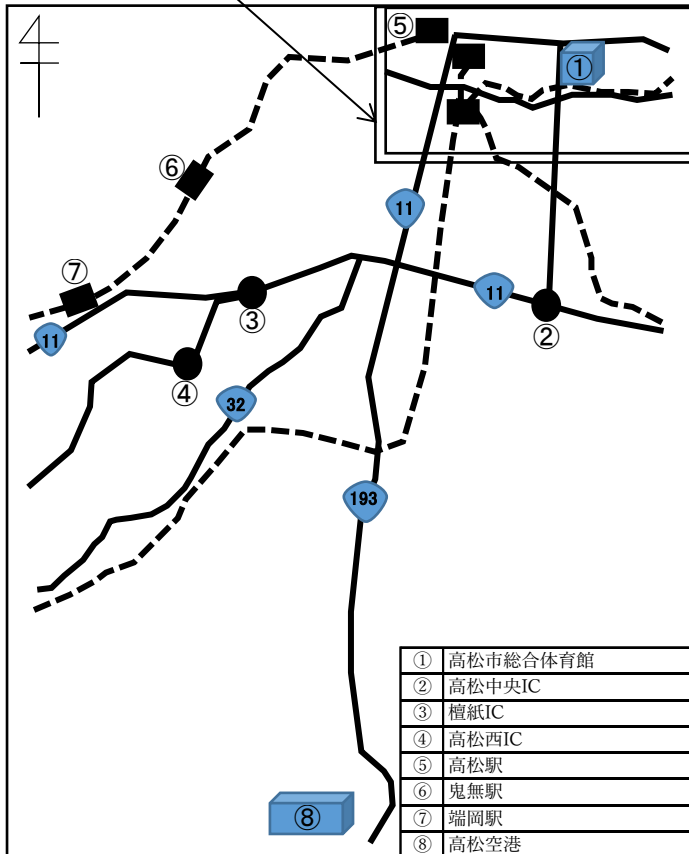 ⑤
①
⑥
11
⑦
11
③
②
11
④
32
193
① 高松市総合体育館
② 高松中央IC
③ 檀紙IC
④ 高松西IC
⑤ 高松駅
⑥ 鬼無駅
⑦ 端岡駅
⑧ 高松空港
⑧